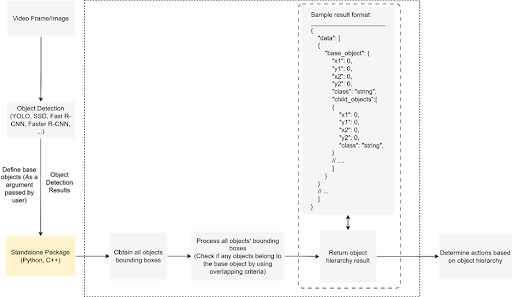 Video Frame/Image
Object Detection
(YOLO, SSD, Fast R-
CNN, Faster R-CNN,
...)
Define base
objects (As a
argument
passed by
user)
Object
Detection
Results
Standalone Package
(Python, C++)
Obtain all objects
bounding boxes
Process all objects' bounding
boxes
(Check if any objects belong to
the base object by using
overlapping criteria)
Sample result format:
{
"data": [
{
"base_object": {
"x1": 0,
"y1": 0,
"x2": 0,
"y2": 0,
"class": "string",
"child_objects":[
{
"x1": 0,
"y1": 0,
"x2": 0,
"y2": 0,
"class": "string",
}
// ....
]
}
}
// ...
]
}
Return object
hierarchy result
Determine actions based
on object hierarchy